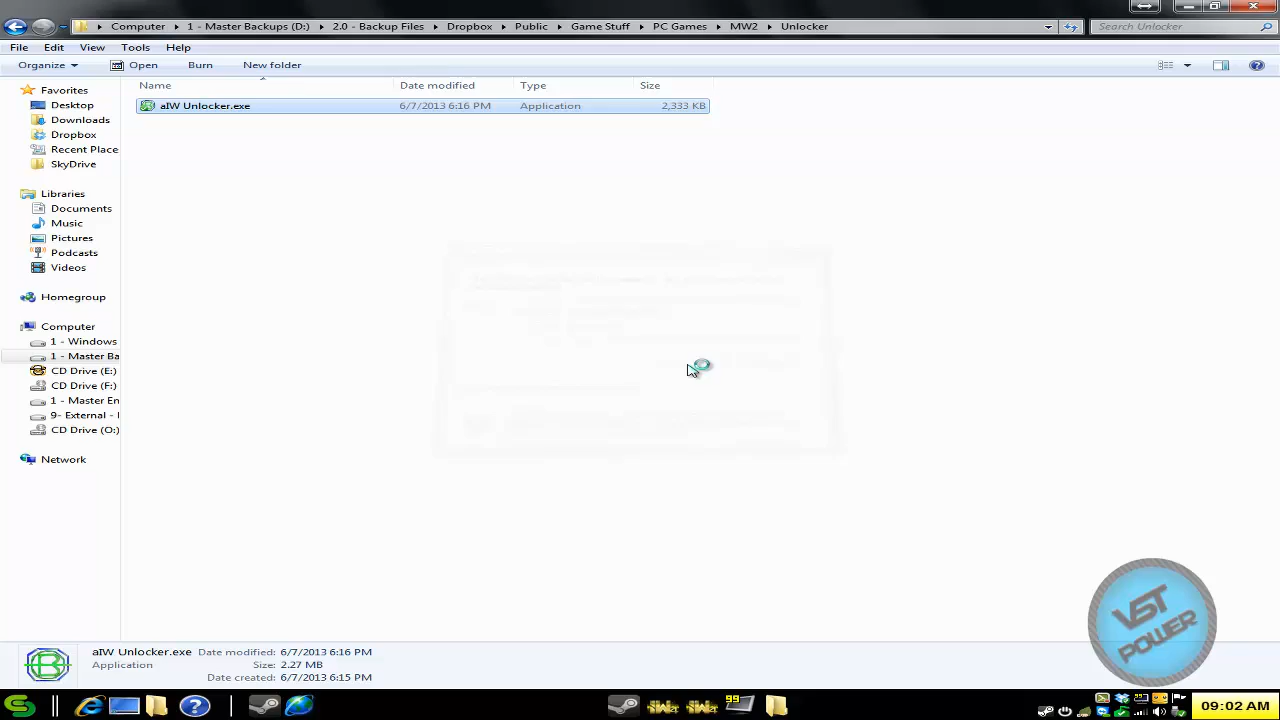 Computer 1 - Master Backups (D:) 2.0 - Backup Files Dropbox Public Game Stuff PC Games MW2 Unlocker Search Unlocker
File Edit View Tools Help
Organize Open Burn New folder
Name Date modified Type Size
aIW Unlocker.exe 6/7/2013 6:16 PM Application 2,333 KB
Favorites
Desktop
Downloads
Dropbox
Recent Place
SkyDrive
Libraries
Documents
Music
Pictures
Podcasts
Videos
Homegroup
Computer
1 - Windows
1 - Master Ba
CD Drive (E:)
CD Drive (F:)
1 - Master En
9- External -
CD Drive (O:)
Network
VST
POWER
aIW Unlocker.exe Date modified: 6/7/2013 6:16 PM
Application Size: 2.27 MB
Date created: 6/7/2013 6:15 PM
99
09:02 AM